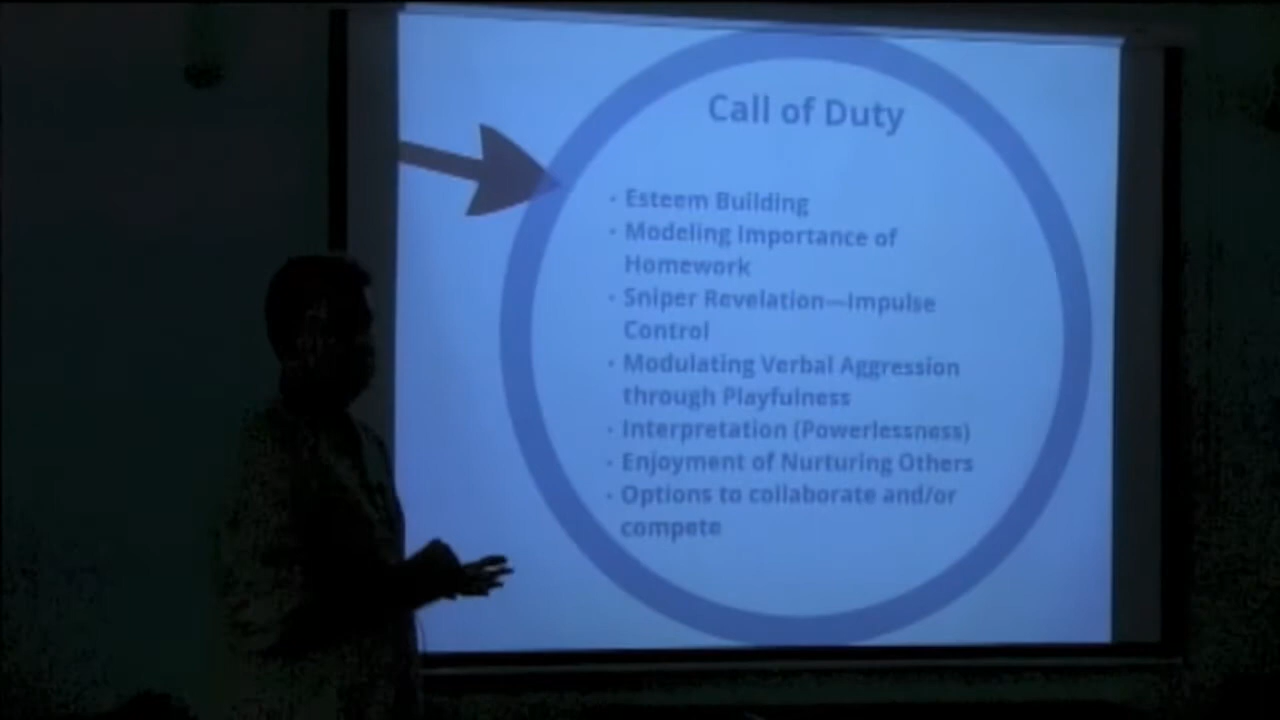 Call of Duty
· Esteem Building
· Modeling Importance of
Homework
· Sniper Revelation—Impulse
Control
· Modulating Verbal Aggression
through Playfulness
· Interpretation (Powerlessness)
· Enjoyment of Nurturing Others
· Options to collaborate and/or
compete